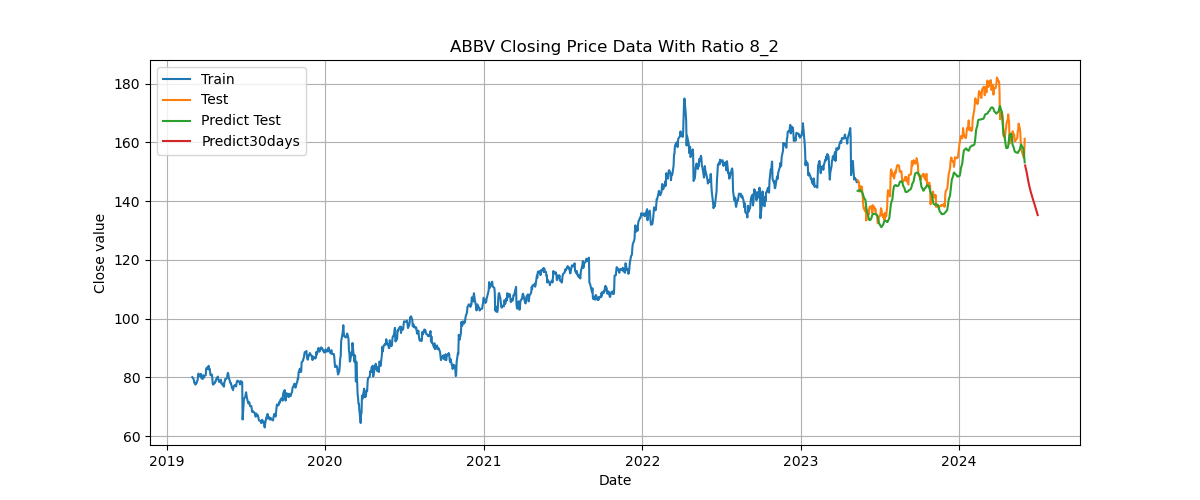 ABBV Closing Price Data With Ratio 8_2
Train
Test
Predict Test
Predict30days
Close value
180
160
140
120
100
80
60
2019
2020
2021
2022
2023
2024
Date